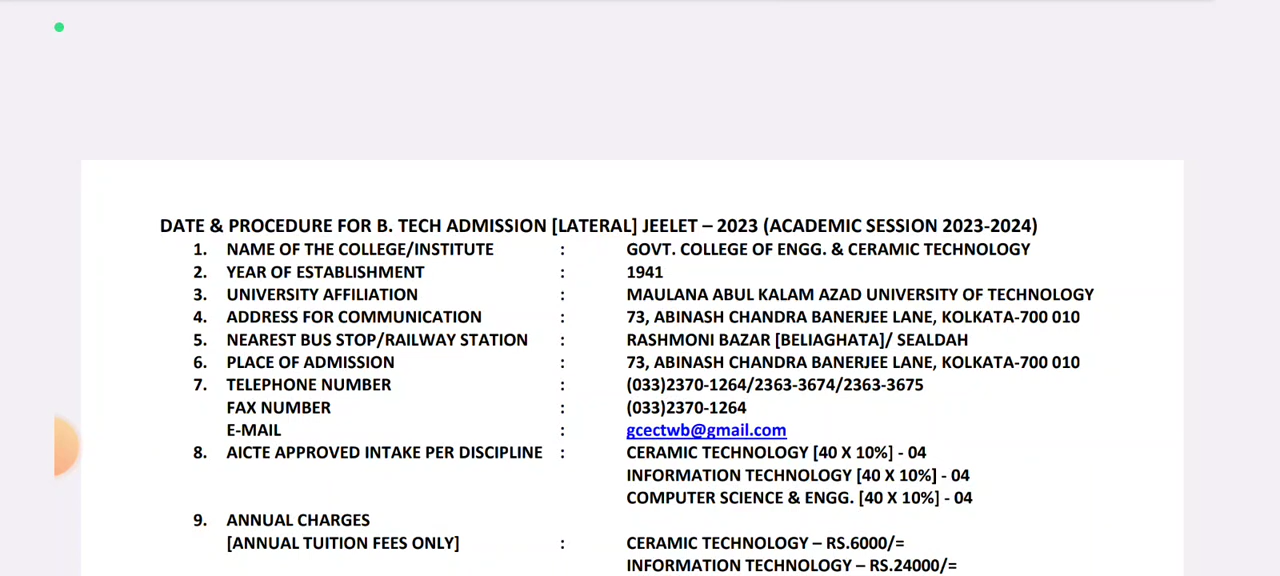 DATE & PROCEDURE FOR B. TECH ADMISSION [LATERAL] JEELET – 2023 (ACADEMIC SESSION 2023-2024)
1. NAME OF THE COLLEGE/INSTITUTE : GOVT. COLLEGE OF ENGG. & CERAMIC TECHNOLOGY
2. YEAR OF ESTABLISHMENT : 1941
3. UNIVERSITY AFFILIATION : MAULANA ABUL KALAM AZAD UNIVERSITY OF TECHNOLOGY
4. ADDRESS FOR COMMUNICATION : 73, ABINASH CHANDRA BANERJEE LANE, KOLKATA-700 010
5. NEAREST BUS STOP/RAILWAY STATION : RASHMONI BAZAR [BELIAGHATA]/ SEALDAH
6. PLACE OF ADMISSION : 73, ABINASH CHANDRA BANERJEE LANE, KOLKATA-700 010
7. TELEPHONE NUMBER : (033)2370-1264/2363-3674/2363-3675
FAX NUMBER : (033)2370-1264
E-MAIL : gcectwb@gmail.com
8. AICTE APPROVED INTAKE PER DISCIPLINE : CERAMIC TECHNOLOGY [40 X 10%] - 04
INFORMATION TECHNOLOGY [40 X 10%] - 04
COMPUTER SCIENCE & ENGG. [40 X 10%] - 04
9. ANNUAL CHARGES
[ANNUAL TUITION FEES ONLY] : CERAMIC TECHNOLOGY – RS.6000/=
INFORMATION TECHNOLOGY – RS.24000/=